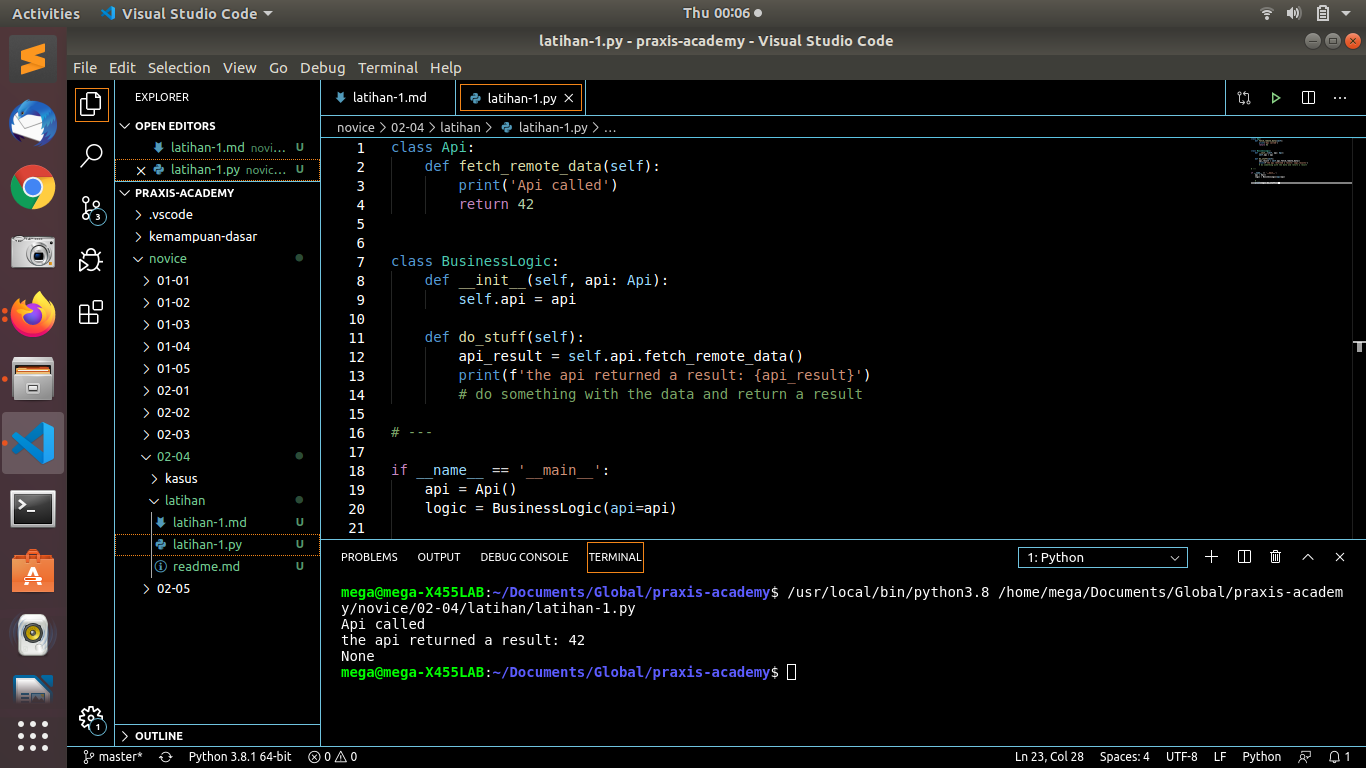 Activities Visual Studio Code Thu 00:06
latihan-1.py - praxis-academy - Visual Studio Code
File Edit Selection View Go Debug Terminal Help
EXPLORER
OPEN EDITORS
latihan-1.md novi... U
latihan-1.py novic... U
PRAXIS-ACADEMY
.vscode
kemampuan-dasar
novice
01-01
01-02
01-03
01-04
01-05
02-01
02-02
02-03
02-04
kasus
latihan
latihan-1.md U
latihan-1.py U
readme.md U
02-05
OUTLINE
3
1
latihan-1.md latihan-1.py
novice > 02-04 > latihan > latihan-1.py > ...
1 class Api:
2     def fetch_remote_data(self):
3         print('Api called')
4         return 42
5
6
7 class BusinessLogic:
8     def __init__(self, api: Api):
9         self.api = api
10
11     def do_stuff(self):
12         api_result = self.api.fetch_remote_data()
13         print(f'the api returned a result: {api_result}')
14         # do something with the data and return a result
15
16 # ---
17
18 if __name__ == '__main__':
19     api = Api()
20     logic = BusinessLogic(api=api)
21
PROBLEMS OUTPUT DEBUG CONSOLE TERMINAL 1: Python
mega@mega-X455LAB:~/Documents/Global/praxis-academy$ /usr/local/bin/python3.8 /home/mega/Documents/Global/praxis-academ
y/novice/02-04/latihan/latihan-1.py
Api called
the api returned a result: 42
None
mega@mega-X455LAB:~/Documents/Global/praxis-academy$
master* Python 3.8.1 64-bit 0 0 Ln 23, Col 28 Spaces: 4 UTF-8 LF Python 1